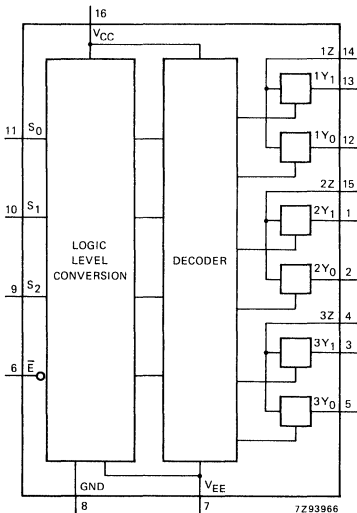 16
VCC
1Z 14
1Y1 13
11 S0
1Y0 12
2Z 15
10 S1
2Y1 1
LOGIC LEVEL CONVERSION
DECODER
9 S2
2Y0 2
3Z 4
3Y1 3
6 E̅
3Y0 5
GND
VEE
8
7
7Z93966